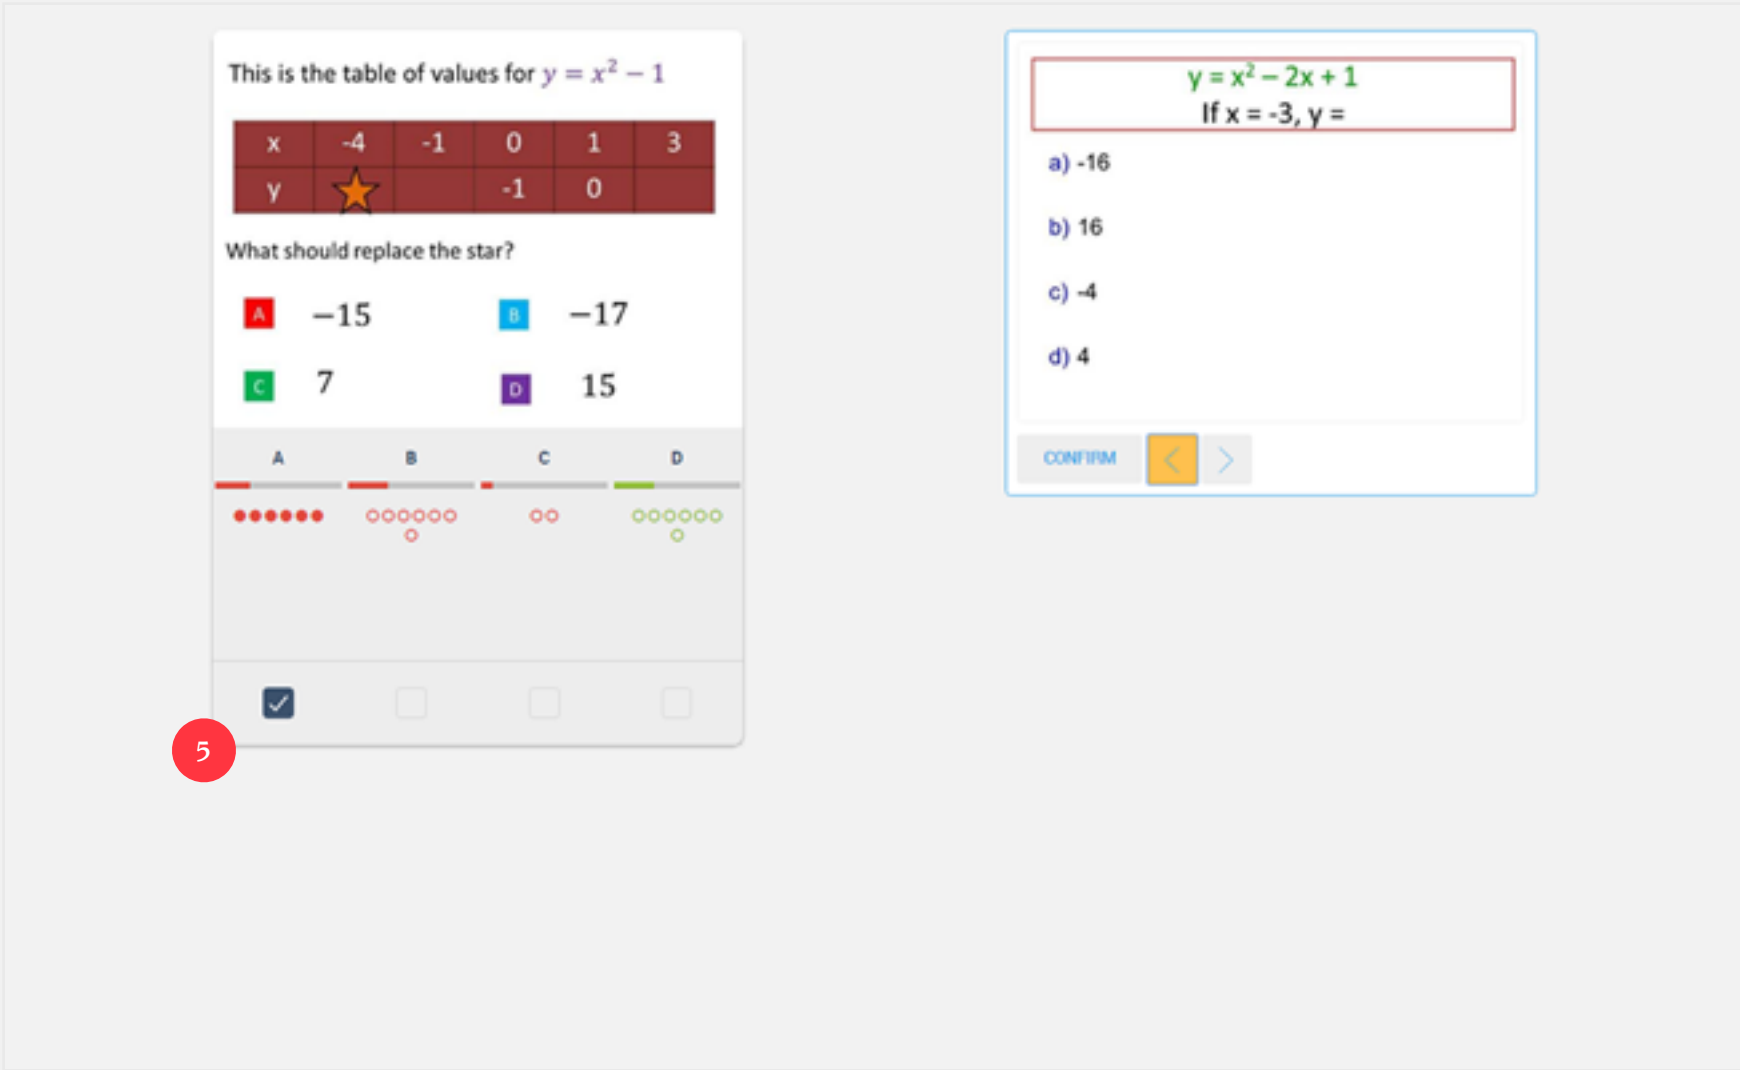 This is the table of values for y = x² − 1
x -4 -1 0 1 3
y -1 0
What should replace the star?
A −15 B −17
C 7 D 15
A B C D
5
y = x² − 2x + 1
If x = -3, y =
a) -16
b) 16
c) -4
d) 4
CONFIRM < >